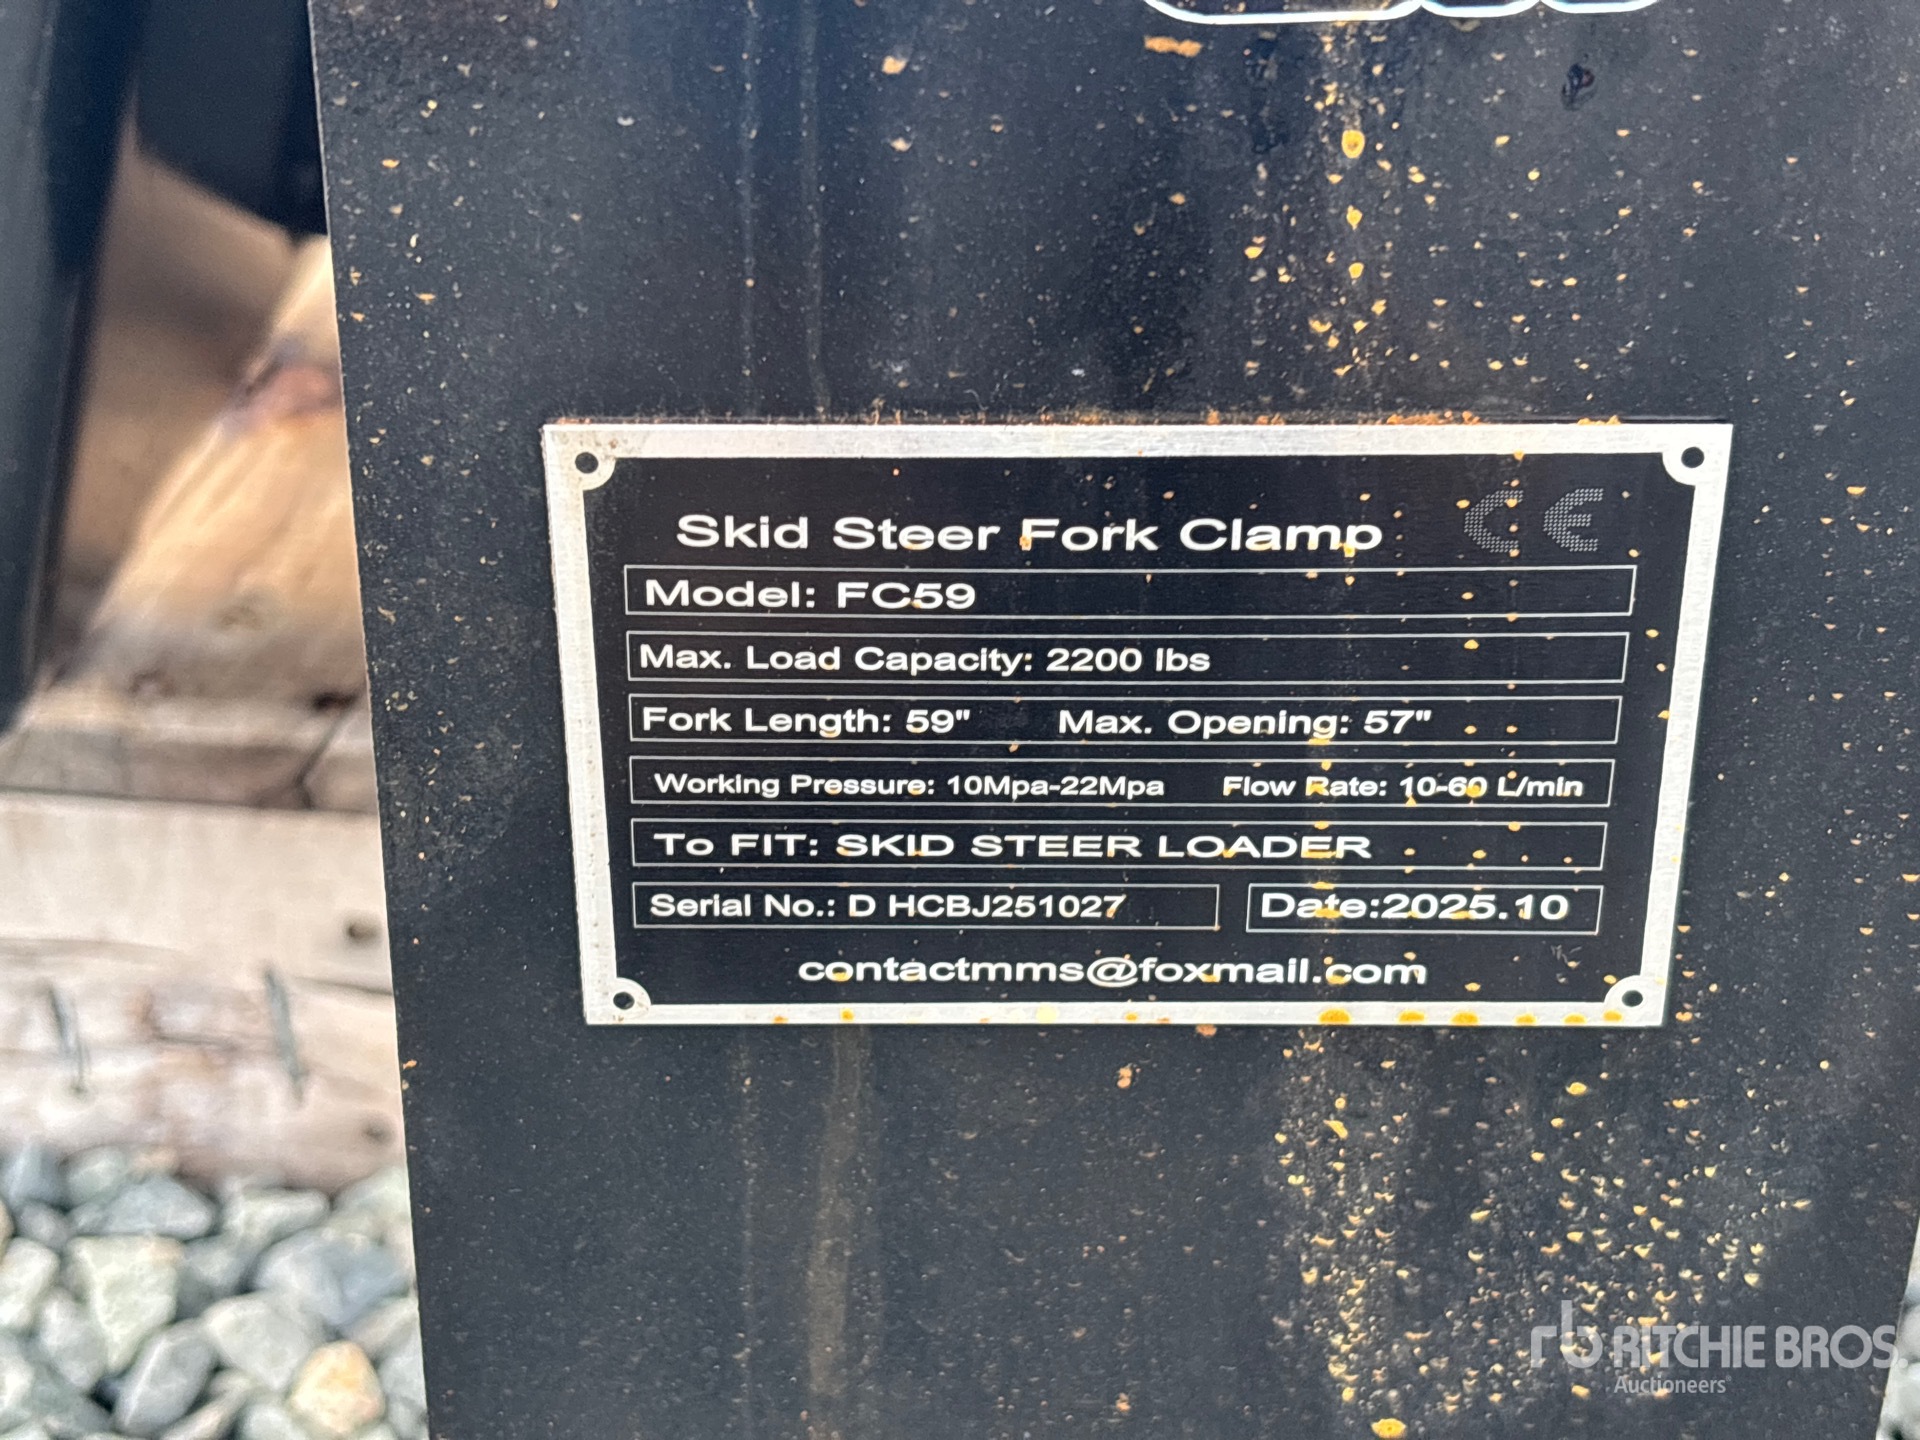 Skid Steer Fork Clamp CE
Model: FC59
Max. Load Capacity: 2200 lbs
Fork Length: 59" Max. Opening: 57"
Working Pressure: 10Mpa-22Mpa Flow Rate: 10-60 L/min
To FIT: SKID STEER LOADER
Serial No.: D HCBJ251027 Date:2025.10
contactmms@foxmail.com
rb RITCHIE BROS.
Auctioneers